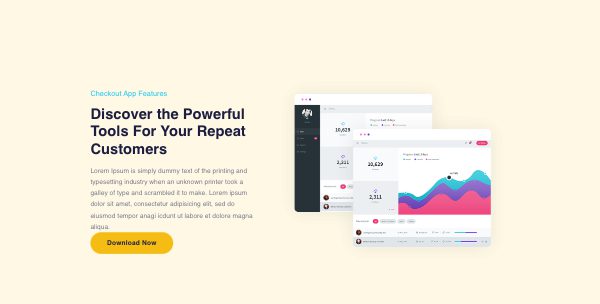 Checkout App Features
Discover the Powerful
Tools For Your Repeat
Customers
Lorem Ipsum is simply dummy text of the printing and
typesetting industry when an unknown printer took a
galley of type and scrambled it to make. Lorem ipsum
dolor sit amet, consectetur adipisicing elit, sed do
eiusmod tempor anagi icdunt ut labore et dolore magna
aliqua.
Download Now
10,629
2,311
10,629
2,311